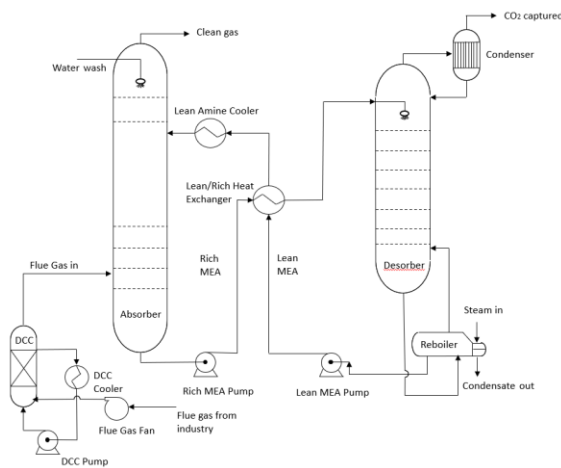 CO₂ captured
Clean gas
Condenser
Water wash
Lean Amine Cooler
Lean/Rich Heat
Exchanger
Rich
MEA
Lean
MEA
Flue Gas in
Desorber
Absorber
Steam in
DCC
Reboiler
DCC
Cooler
Rich MEA Pump
Lean MEA Pump
Condensate out
Flue gas from
industry
Flue Gas Fan
DCC Pump